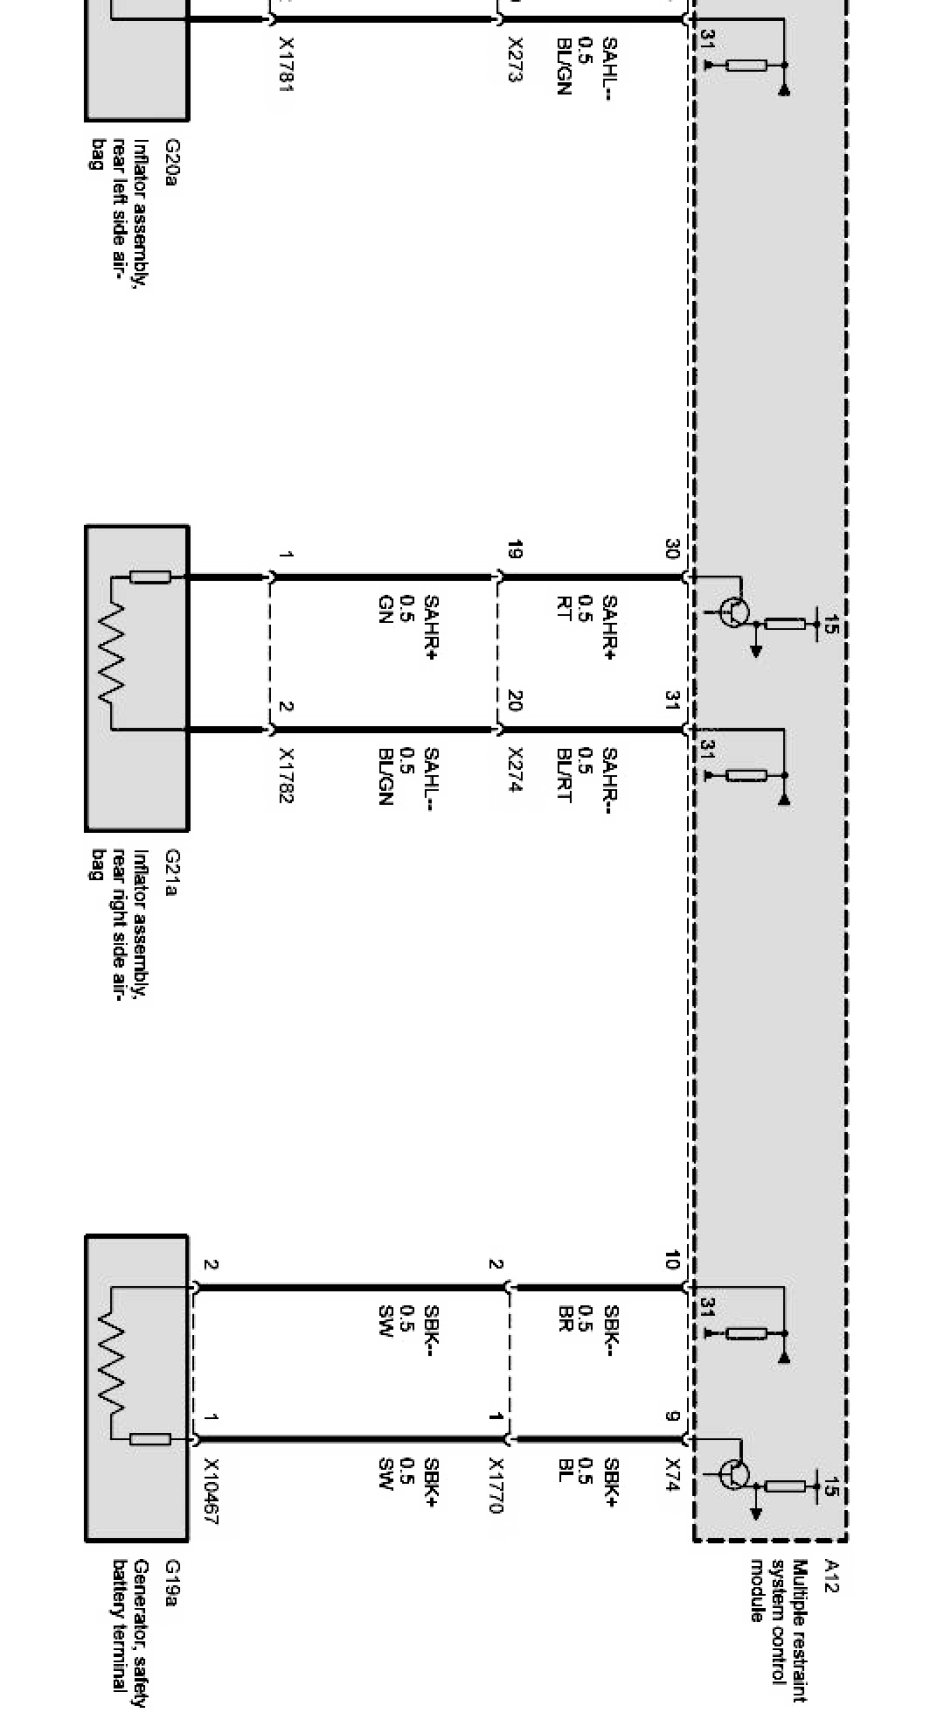 A12
Multiple restraint
system control
module
31
15
31
31
15
SAHL--
0.5
BL/GN
X273
X1781
G20a
Inflator assembly,
rear left side air-
bag
30
SAHR+
0.5
RT
31
SAHR--
0.5
BL/RT
19
20
X274
SAHR+
0.5
GN
SAHL--
0.5
BL/GN
1
2
X1782
G21a
Inflator assembly,
rear right side air-
bag
10
SBK--
0.5
BR
9
X74
SBK+
0.5
BL
2
1
X1770
SBK--
0.5
SW
SBK+
0.5
SW
2
1
X10467
G19a
Generator, safety
battery terminal